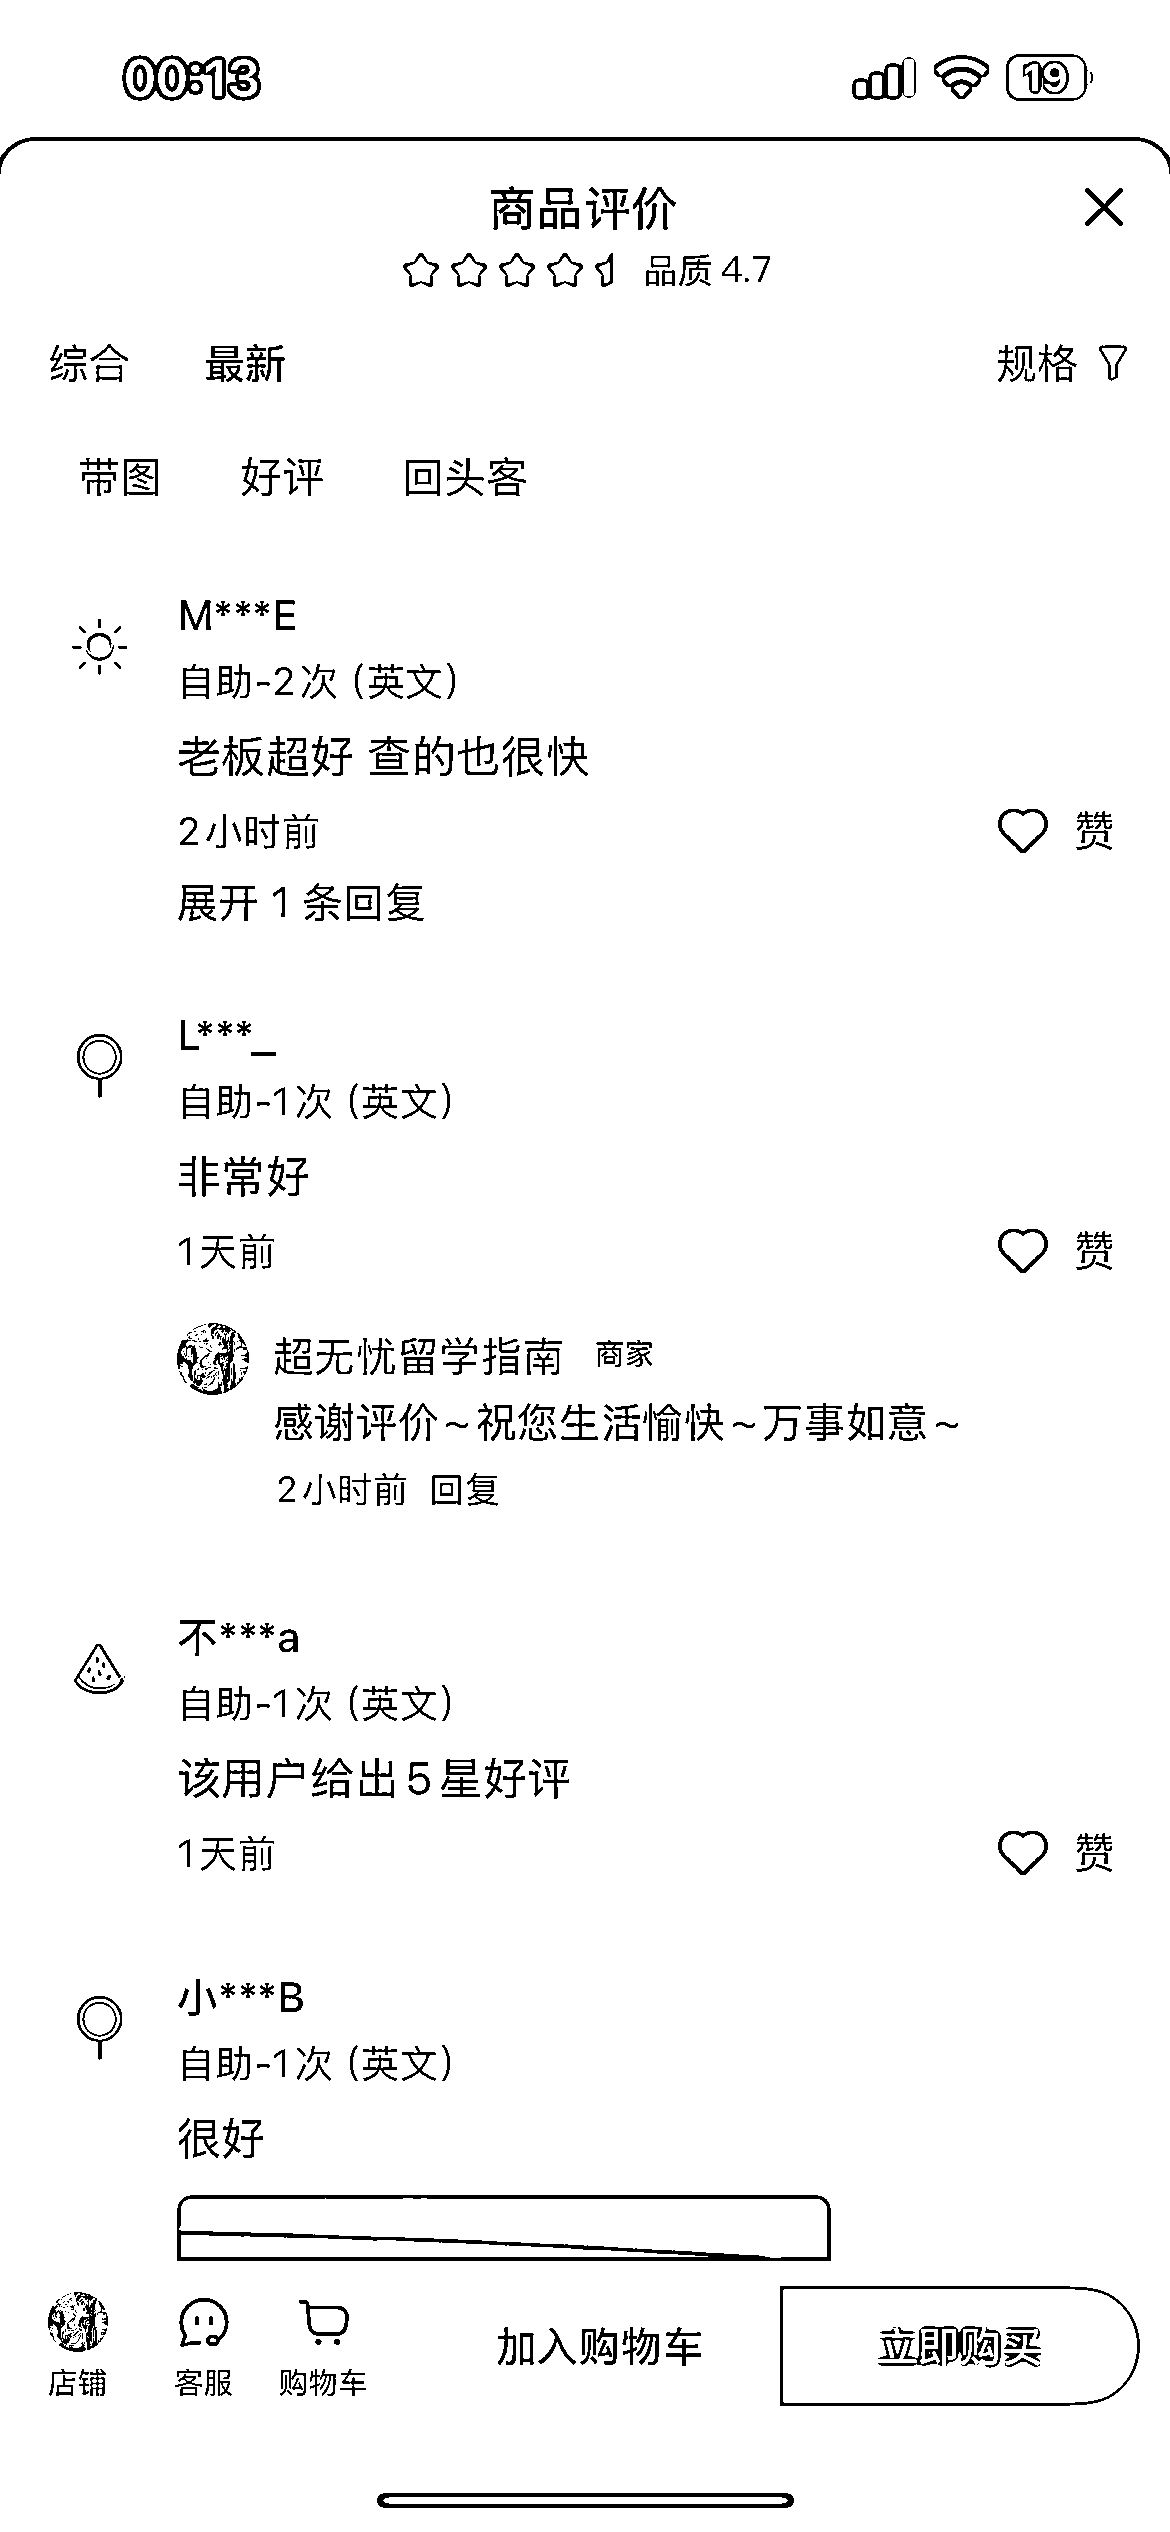 00:13
19
商品评价
品质 4.7
综合 最新 规格
带图 好评 回头客
M***E
自助-2次（英文）
老板超好 查的也很快
2小时前 赞
展开 1 条回复
L***_
自助-1次（英文）
非常好
1天前 赞
超无忧留学指南 商家
感谢评价～祝您生活愉快～万事如意～
2小时前 回复
不***a
自助-1次（英文）
该用户给出5星好评
1天前 赞
小***B
自助-1次（英文）
很好
加入购物车 立即购买
店铺 客服 购物车